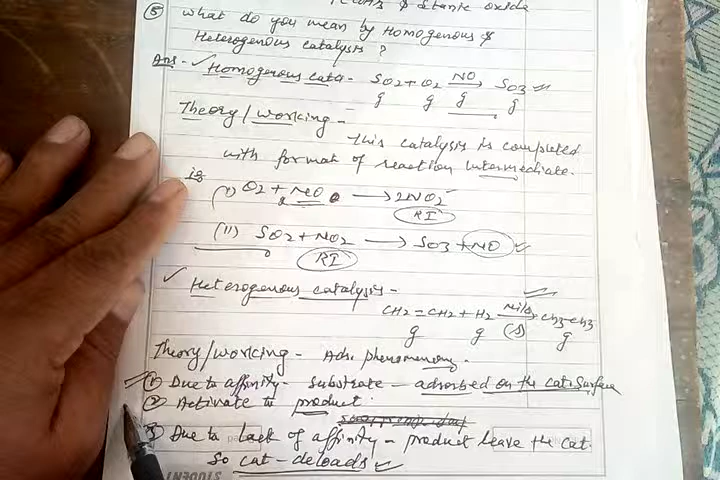 & stanic oxide
(5) What do you mean by Homogenous &
Heterogenous catalysis ?
Ans - ✓ Homogenous cata - SO2 + O2 NO→ SO3
g g g g
Theory / working -
This catalysis is completed
with format of reaction intermediate.
is
(i) O2 + NO → 2NO2
RI
(ii) SO2 + NO2 → SO3 + NO ✓
RI
✓ Heterogenous catalysis -
CH2 = CH2 + H2 Ni→ CH3-CH3
g g (s) g
Theory / working - Ads. phenomenon.
(1) Due to affinity - substrate - adsorbed on the cat. surface
(2) Activate to product.
(3) Due to lack of affinity - product leave the cat.
So cat - deloads ✓
STUDEN